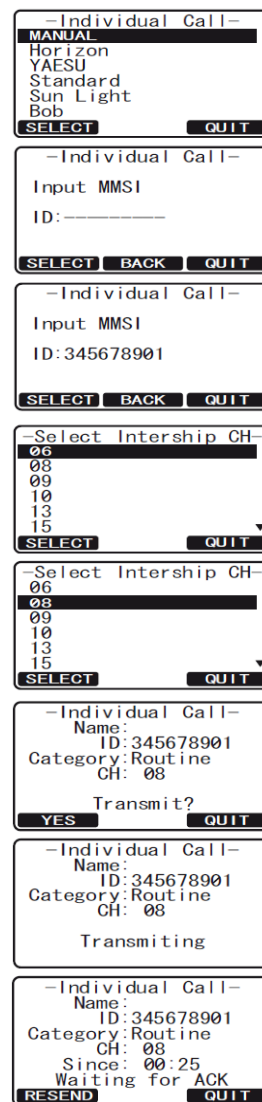 -Individual Call-
MANUAL
Horizon
YAESU
Standard
Sun Light
Bob
SELECT QUIT
-Individual Call-
Input MMSI
ID:---------
SELECT BACK QUIT
-Individual Call-
Input MMSI
ID:345678901
SELECT BACK QUIT
-Select Intership CH-
06
08
09
10
13
15
SELECT QUIT
-Select Intership CH-
06
08
09
10
13
15
SELECT QUIT
-Individual Call-
Name:
ID:345678901
Category:Routine
CH: 08
Transmit?
YES QUIT
-Individual Call-
Name:
ID:345678901
Category:Routine
CH: 08
Transmiting
-Individual Call-
Name:
ID:345678901
Category:Routine
CH: 08
Since: 00:25
Waiting for ACK
RESEND QUIT